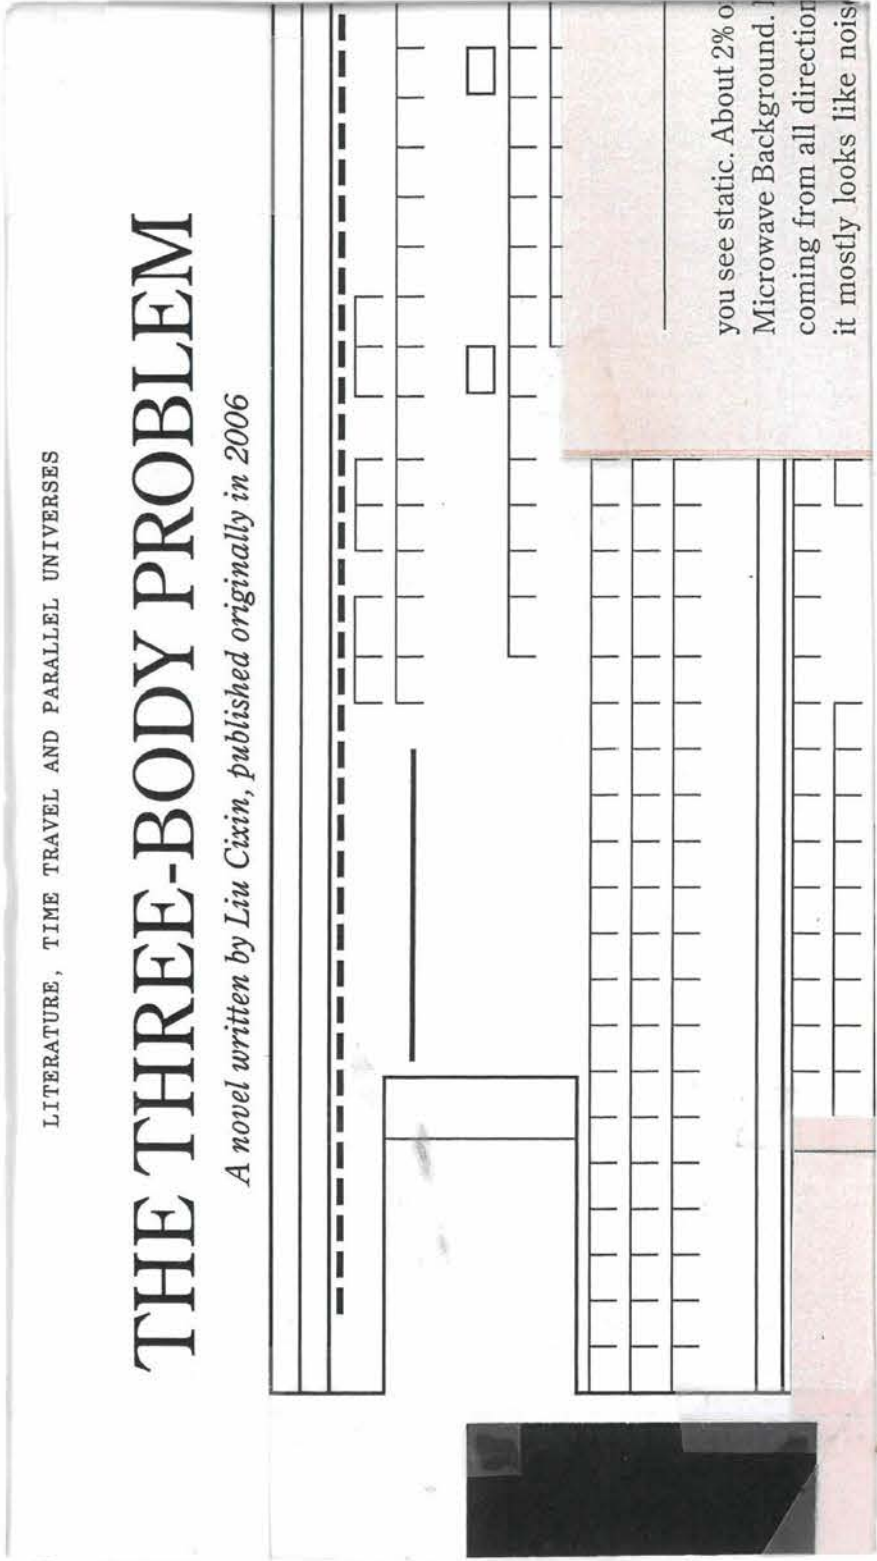 LITERATURE, TIME TRAVEL AND PARALLEL UNIVERSES
THE THREE-BODY PROBLEM
A novel written by Liu Cixin, published originally in 2006
you see static. About 2% o
Microwave Background.
coming from all direction
it mostly looks like nois